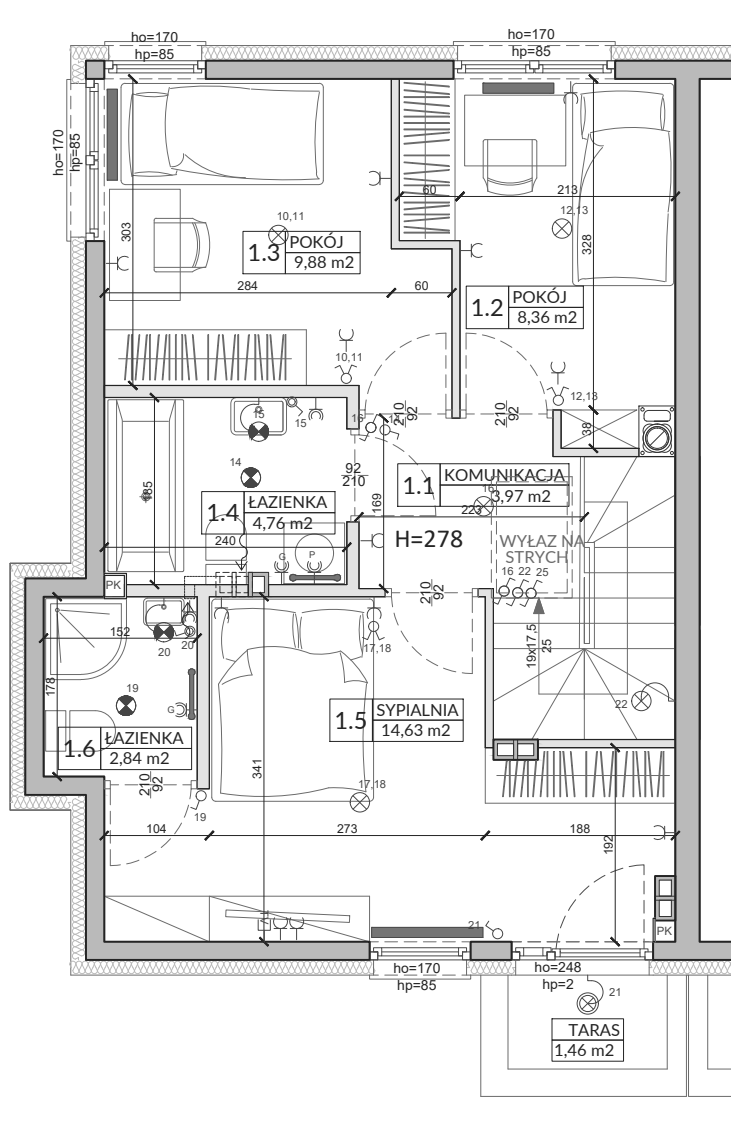 ho=170
hp=85
ho=170
hp=85
ho=170
hp=85
303
10,11
1.3
POKÓJ
9,88 m2
284
60
60
213
12,13
328
1.2
POKÓJ
8,36 m2
10,11
12,13
210
92
210
92
38
15
15
16
14
185
92
210
169
1.1
KOMUNIKACJA
3,97 m2
16
223
1.4
ŁAZIENKA
4,76 m2
240
H=278
WYŁAZ NA
STRYCH
G
P
PK
16
22
25
210
92
19x17,5
25
152
20
20
17,18
178
19
G
22
1.5
SYPIALNIA
14,63 m2
1.6
ŁAZIENKA
2,84 m2
210
92
341
17,18
19
104
273
188
192
21
PK
ho=170
hp=85
ho=248
hp=2
21
TARAS
1,46 m2